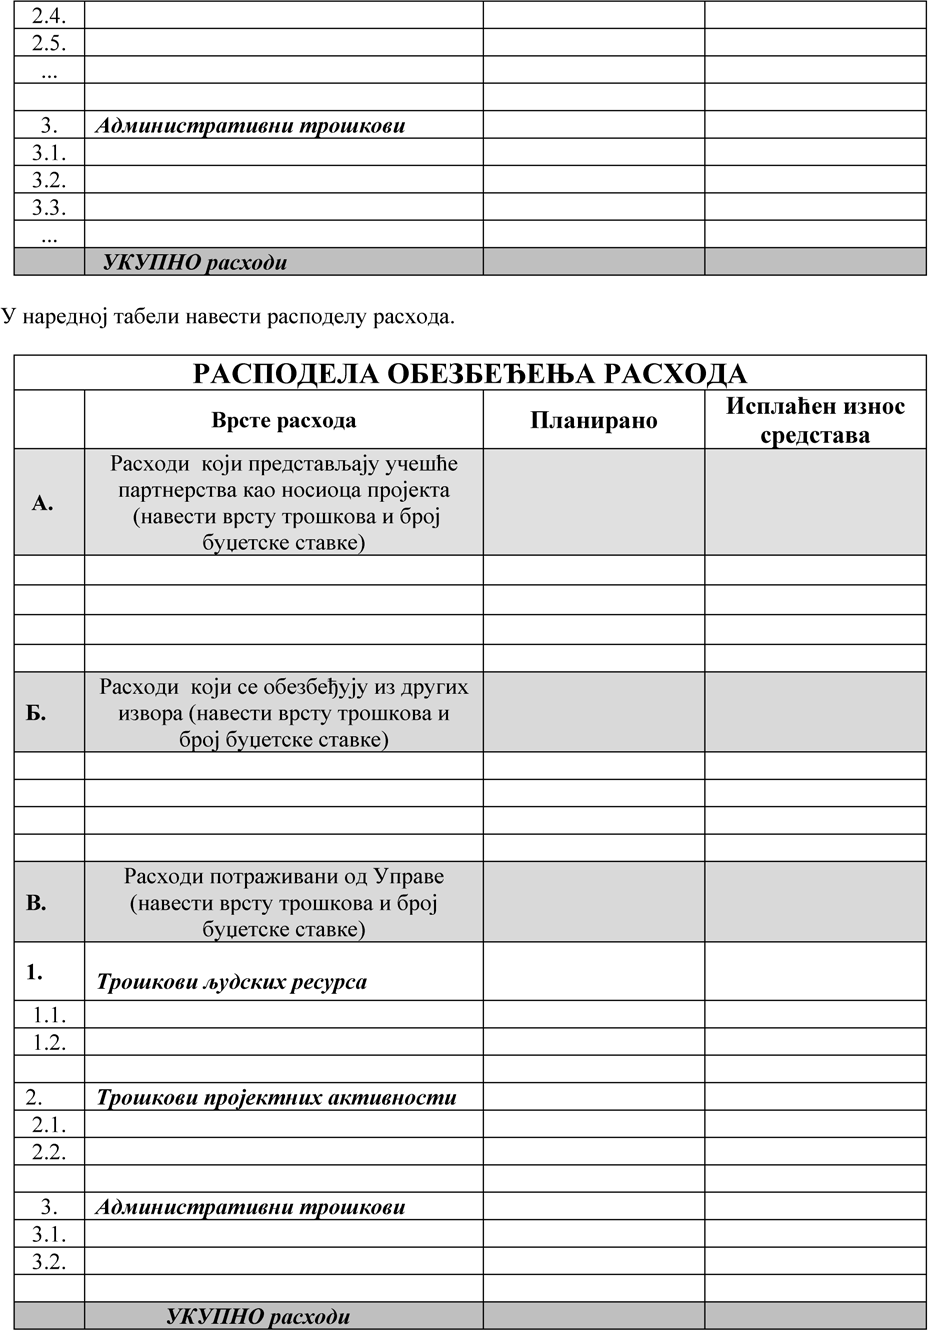 2.4.
2.5.
...
3. Административни трошкови
3.1.
3.2.
3.3.
...
УКУПНО расходи
У наредној табели навести расподелу расхода.
РАСПОДЕЛА ОБЕЗБЕЂЕЊА РАСХОДА
Врсте расхода
Планирано
Исплаћен износ
средстава
А.
Расходи који представљају учешће
партнерства као носиоца пројекта
(навести врсту трошкова и број
буџетске ставке)
Б.
Расходи који се обезбеђују из других
извора (навести врсту трошкова и
број буџетске ставке)
В.
Расходи потраживани од Управе
(навести врсту трошкова и број
буџетске ставке)
1. Трошкови људских ресурса
1.1.
1.2.
2. Трошкови пројектних активности
2.1.
2.2.
3. Административни трошкови
3.1.
3.2.
УКУПНО расходи